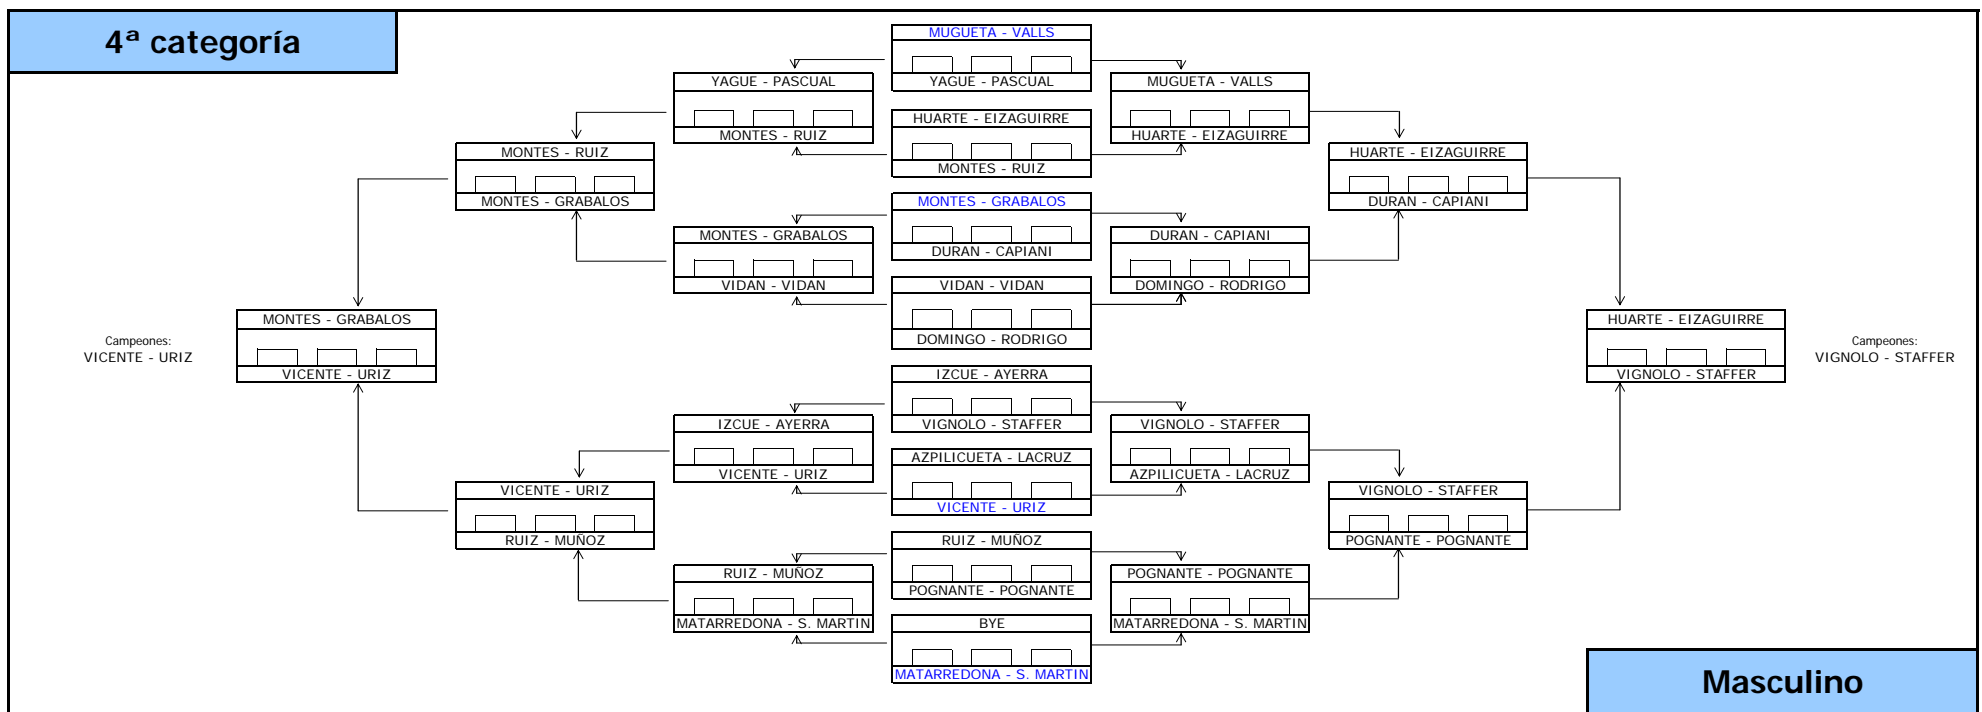 4ª categoría
MUGUETA - VALLS
YAGUE - PASCUAL
HUARTE - EIZAGUIRRE
MONTES - RUIZ
MONTES - GRABALOS
DURAN - CAPIANI
VIDAN - VIDAN
DOMINGO - RODRIGO
IZCUE - AYERRA
VIGNOLO - STAFFER
AZPILICUETA - LACRUZ
VICENTE - URIZ
RUIZ - MUÑOZ
POGNANTE - POGNANTE
BYE
MATARREDONA - S. MARTIN
YAGUE - PASCUAL
MONTES - RUIZ
MONTES - GRABALOS
VIDAN - VIDAN
IZCUE - AYERRA
VICENTE - URIZ
RUIZ - MUÑOZ
MATARREDONA - S. MARTIN
MONTES - RUIZ
MONTES - GRABALOS
VICENTE - URIZ
RUIZ - MUÑOZ
MONTES - GRABALOS
VICENTE - URIZ
Campeones:
VICENTE - URIZ
MUGUETA - VALLS
HUARTE - EIZAGUIRRE
DURAN - CAPIANI
DOMINGO - RODRIGO
VIGNOLO - STAFFER
AZPILICUETA - LACRUZ
POGNANTE - POGNANTE
MATARREDONA - S. MARTIN
HUARTE - EIZAGUIRRE
DURAN - CAPIANI
VIGNOLO - STAFFER
POGNANTE - POGNANTE
HUARTE - EIZAGUIRRE
VIGNOLO - STAFFER
Campeones:
VIGNOLO - STAFFER
Masculino